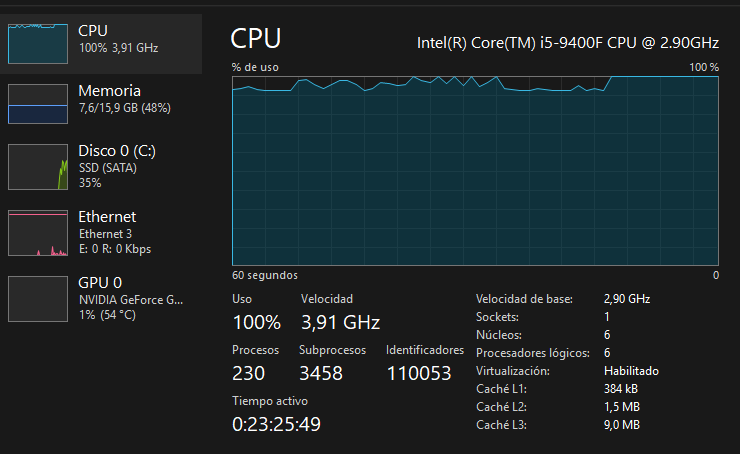 CPU
100% 3,91 GHz
Memoria
7,6/15,9 GB (48%)
Disco 0 (C:)
SSD (SATA)
35%
Ethernet
Ethernet 3
E: 0 R: 0 Kbps
GPU 0
NVIDIA GeForce G...
1% (54 °C)
CPU
Intel(R) Core(TM) i5-9400F CPU @ 2.90GHz
% de uso
100 %
60 segundos
0
Uso
Velocidad
100%
3,91 GHz
Procesos
Subprocesos
Identificadores
230
3458
110053
Tiempo activo
0:23:25:49
Velocidad de base: 2,90 GHz
Sockets: 1
Núcleos: 6
Procesadores lógicos: 6
Virtualización: Habilitado
Caché L1: 384 kB
Caché L2: 1,5 MB
Caché L3: 9,0 MB